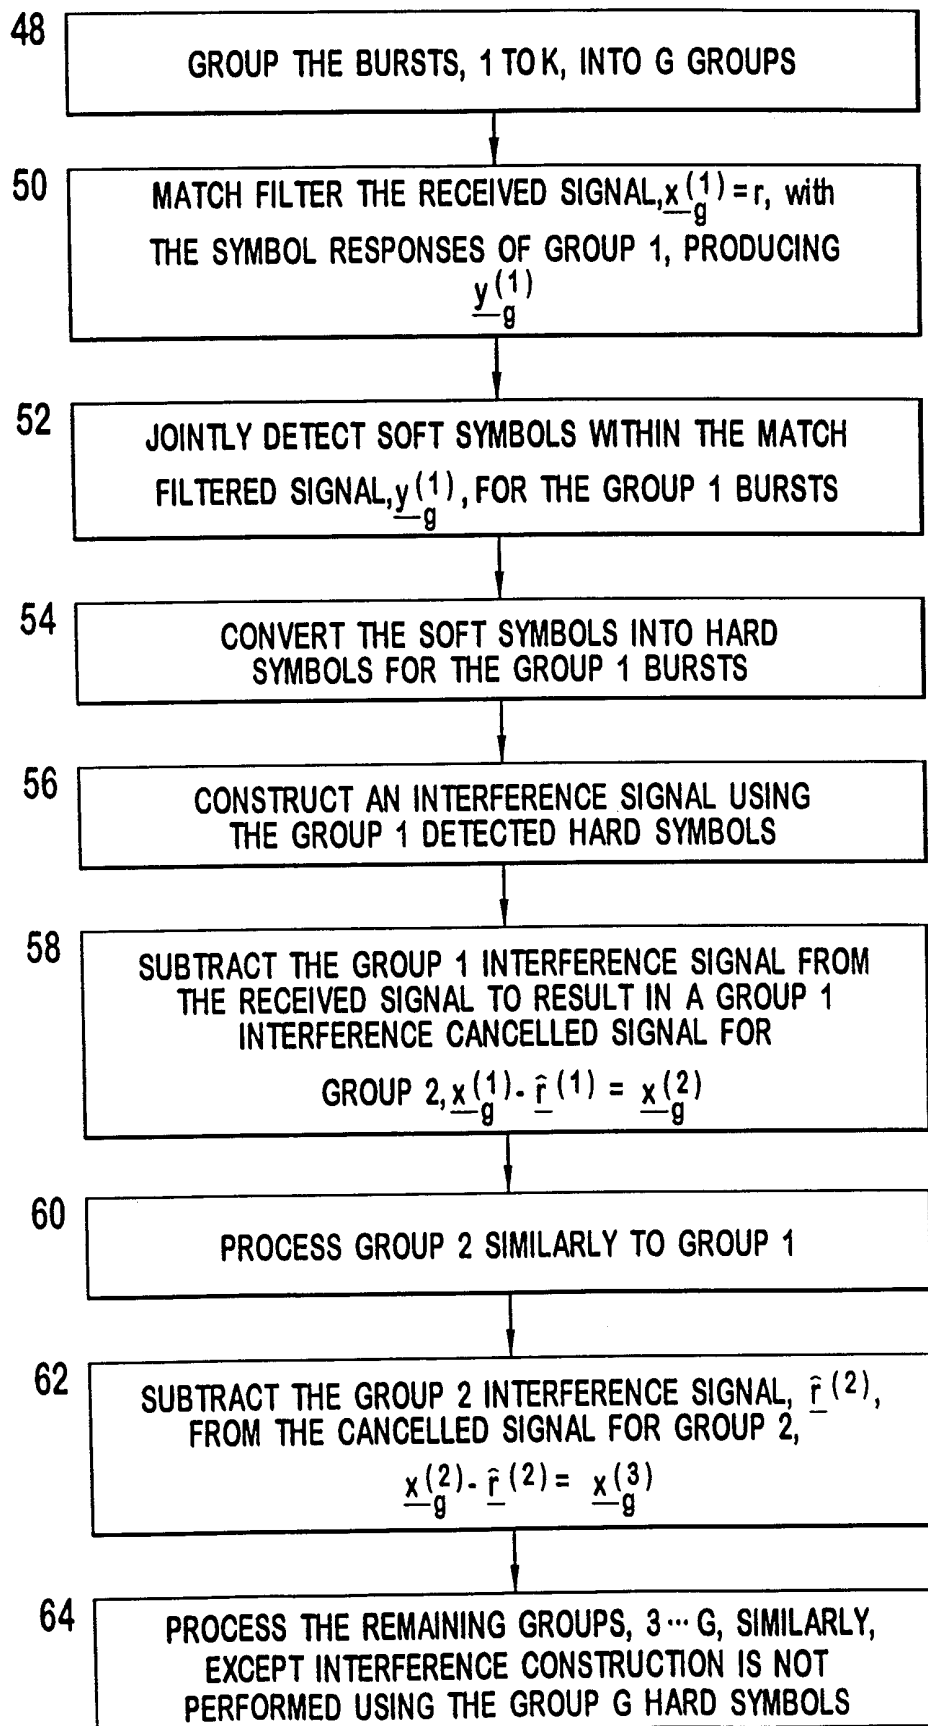 48
GROUP THE BURSTS, 1 TO K, INTO G GROUPS
50
MATCH FILTER THE RECEIVED SIGNAL, x_g^(1) = r, with
THE SYMBOL RESPONSES OF GROUP 1, PRODUCING
y_g^(1)
52
JOINTLY DETECT SOFT SYMBOLS WITHIN THE MATCH
FILTERED SIGNAL, y_g^(1), FOR THE GROUP 1 BURSTS
54
CONVERT THE SOFT SYMBOLS INTO HARD
SYMBOLS FOR THE GROUP 1 BURSTS
56
CONSTRUCT AN INTERFERENCE SIGNAL USING
THE GROUP 1 DETECTED HARD SYMBOLS
58
SUBTRACT THE GROUP 1 INTERFERENCE SIGNAL FROM
THE RECEIVED SIGNAL TO RESULT IN A GROUP 1
INTERFERENCE CANCELLED SIGNAL FOR
GROUP 2, x_g^(1) - r̂^(1) = x_g^(2)
60
PROCESS GROUP 2 SIMILARLY TO GROUP 1
62
SUBTRACT THE GROUP 2 INTERFERENCE SIGNAL, r̂^(2),
FROM THE CANCELLED SIGNAL FOR GROUP 2,
x_g^(2) - r̂^(2) = x_g^(3)
64
PROCESS THE REMAINING GROUPS, 3···G, SIMILARLY,
EXCEPT INTERFERENCE CONSTRUCTION IS NOT
PERFORMED USING THE GROUP G HARD SYMBOLS